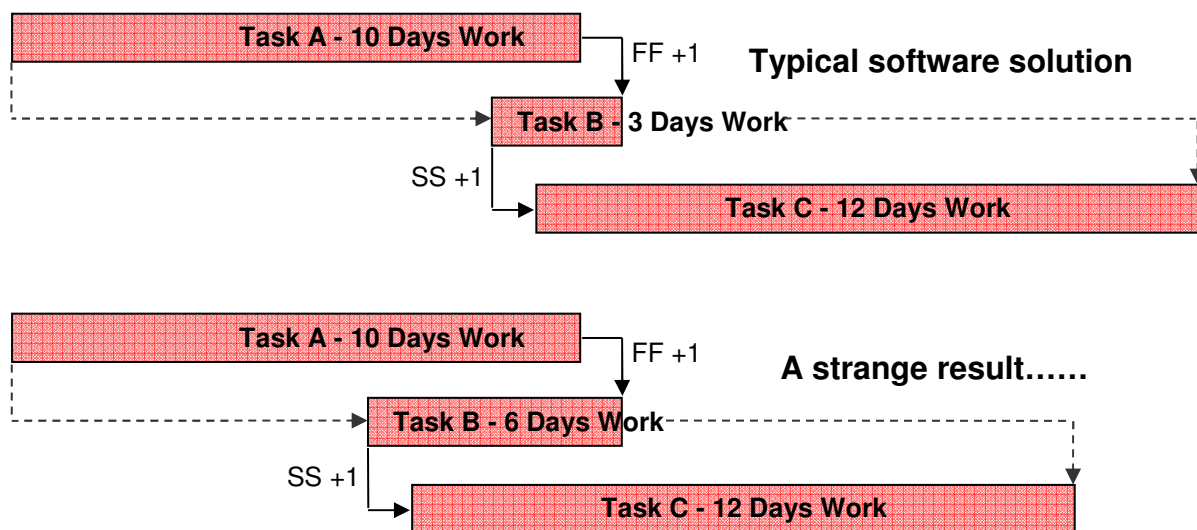 Task A - 10 Days Work
FF +1
Typical software solution
Task B - 3 Days Work
SS +1
Task C - 12 Days Work
Task A - 10 Days Work
FF +1
A strange result……
Task B - 6 Days Work
SS +1
Task C - 12 Days Work